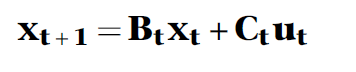 x_{t+1} = B_t x_t + C_t u_t